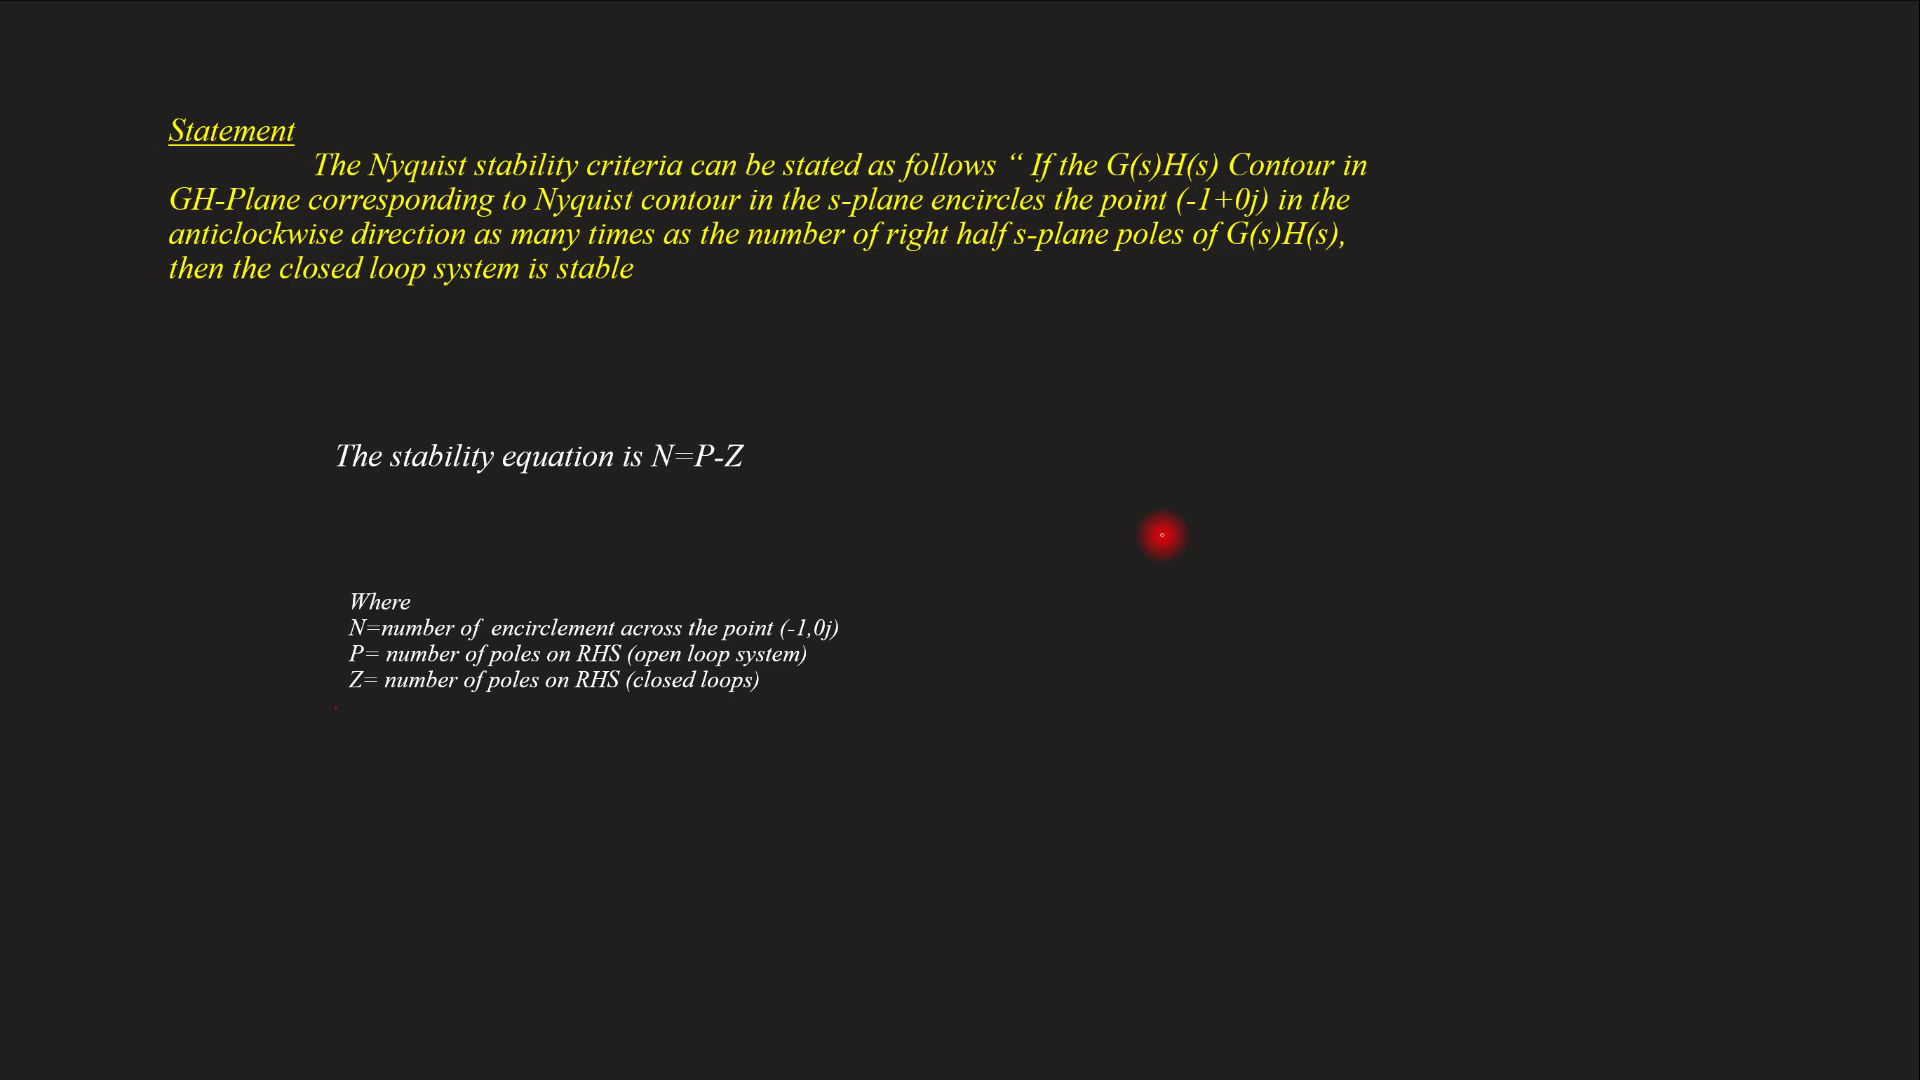 Statement
The Nyquist stability criteria can be stated as follows “ If the G(s)H(s) Contour in
GH-Plane corresponding to Nyquist contour in the s-plane encircles the point (-1+0j) in the
anticlockwise direction as many times as the number of right half s-plane poles of G(s)H(s),
then the closed loop system is stable
The stability equation is N=P-Z
Where
N=number of encirclement across the point (-1,0j)
P= number of poles on RHS (open loop system)
Z= number of poles on RHS (closed loops)